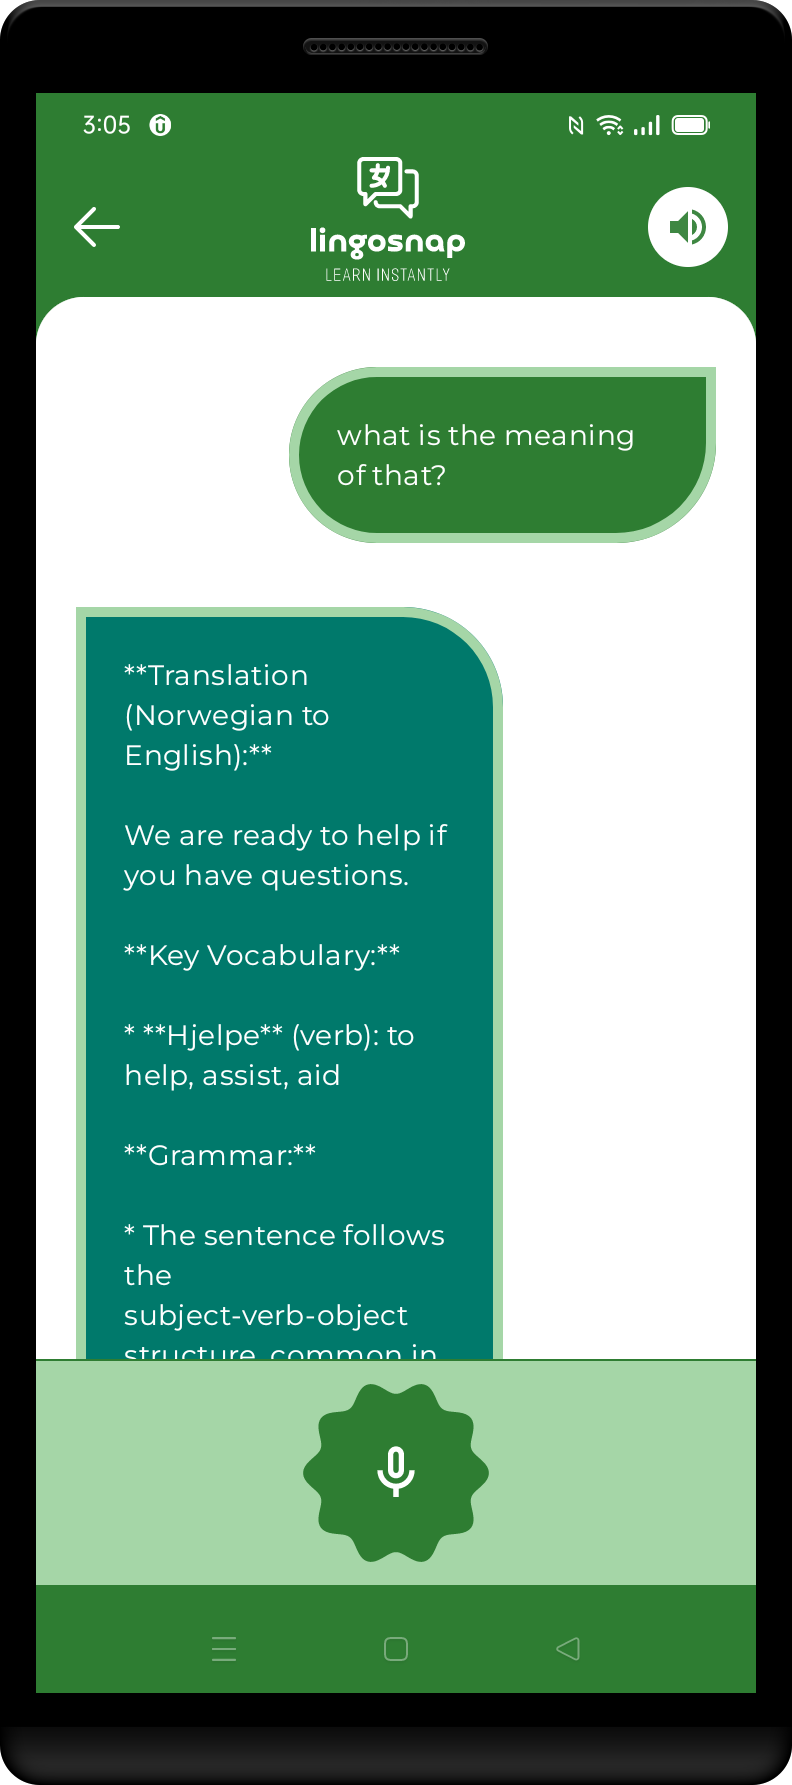 3:05
lingosnap
LEARN INSTANTLY
what is the meaning
of that?
**Translation
(Norwegian to
English):**
We are ready to help if
you have questions.
**Key Vocabulary:**
* **Hjelpe** (verb): to
help, assist, aid
**Grammar:**
* The sentence follows
the
subject-verb-object
structure, common in